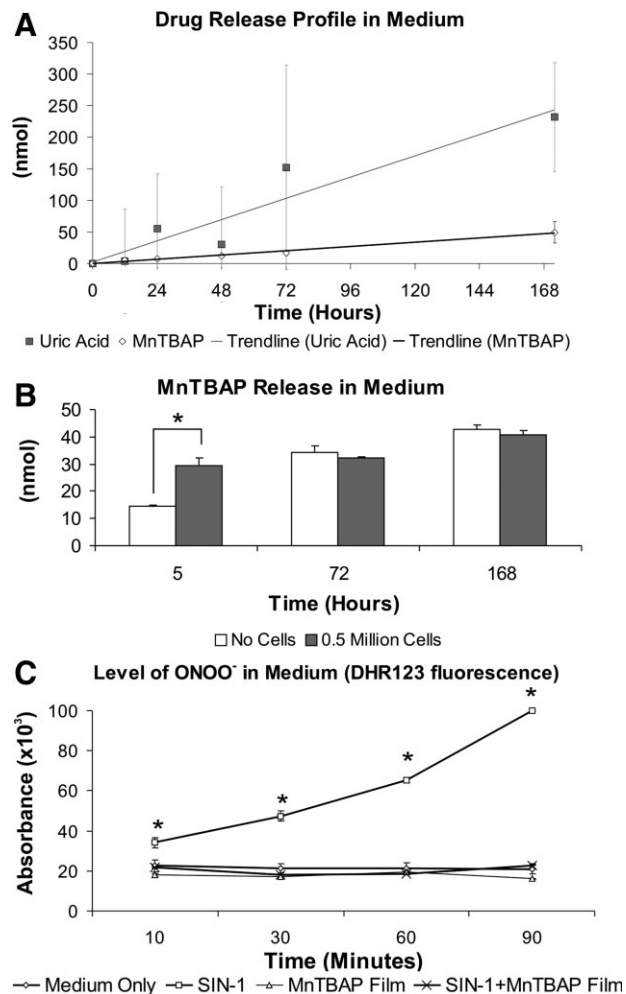 A
Drug Release Profile in Medium
350
300
250
200
150
100
50
0
(nmol)
0 24 48 72 96 120 144 168
Time (Hours)
Uric Acid MnTBAP Trendline (Uric Acid) Trendline (MnTBAP)
B
MnTBAP Release in Medium
50
40
30
20
10
0
(nmol)
*
5 72 168
Time (Hours)
No Cells 0.5 Million Cells
C
Level of ONOO⁻ in Medium (DHR123 fluorescence)
100
80
60
40
20
0
Absorbance (x10³)
* * * *
10 30 60 90
Time (Minutes)
Medium Only SIN-1 MnTBAP Film SIN-1+MnTBAP Film